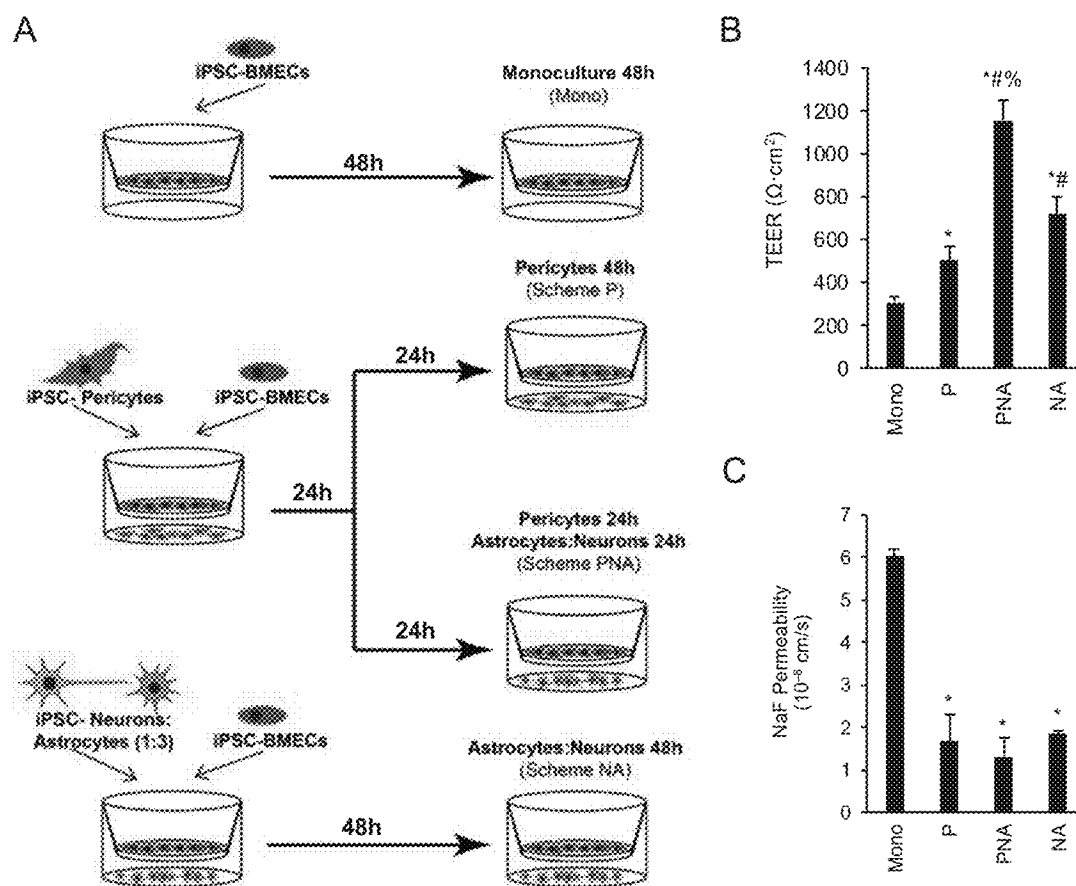 A
iPSC-BMECs
48h
Monoculture 48h
(Mono)
iPSC- Pericytes
iPSC-BMECs
24h
24h
Pericytes 48h
(Scheme P)
24h
Pericytes 24h
Astrocytes:Neurons 24h
(Scheme PNA)
iPSC- Neurons:
Astrocytes (1:3)
iPSC-BMECs
48h
Astrocytes:Neurons 48h
(Scheme NA)
B
TEER (Ω·cm²)
1400
1200
1000
800
600
400
200
0
*
*#%
*#
Mono
P
PNA
NA
C
NaF Permeability
(10⁻⁶ cm/s)
7
6
5
4
3
2
1
0
*
*
*
Mono
P
PNA
NA